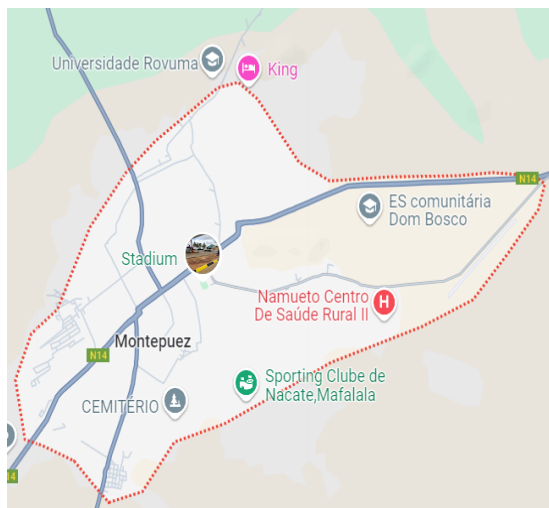 Universidade Rovuma
King
N14
ES comunitária
Dom Bosco
Stadium
Namueto Centro
De Saúde Rural II
H
Montepuez
N14
Sporting Clube de
Nacate,Mafalala
CEMITÉRIO
14